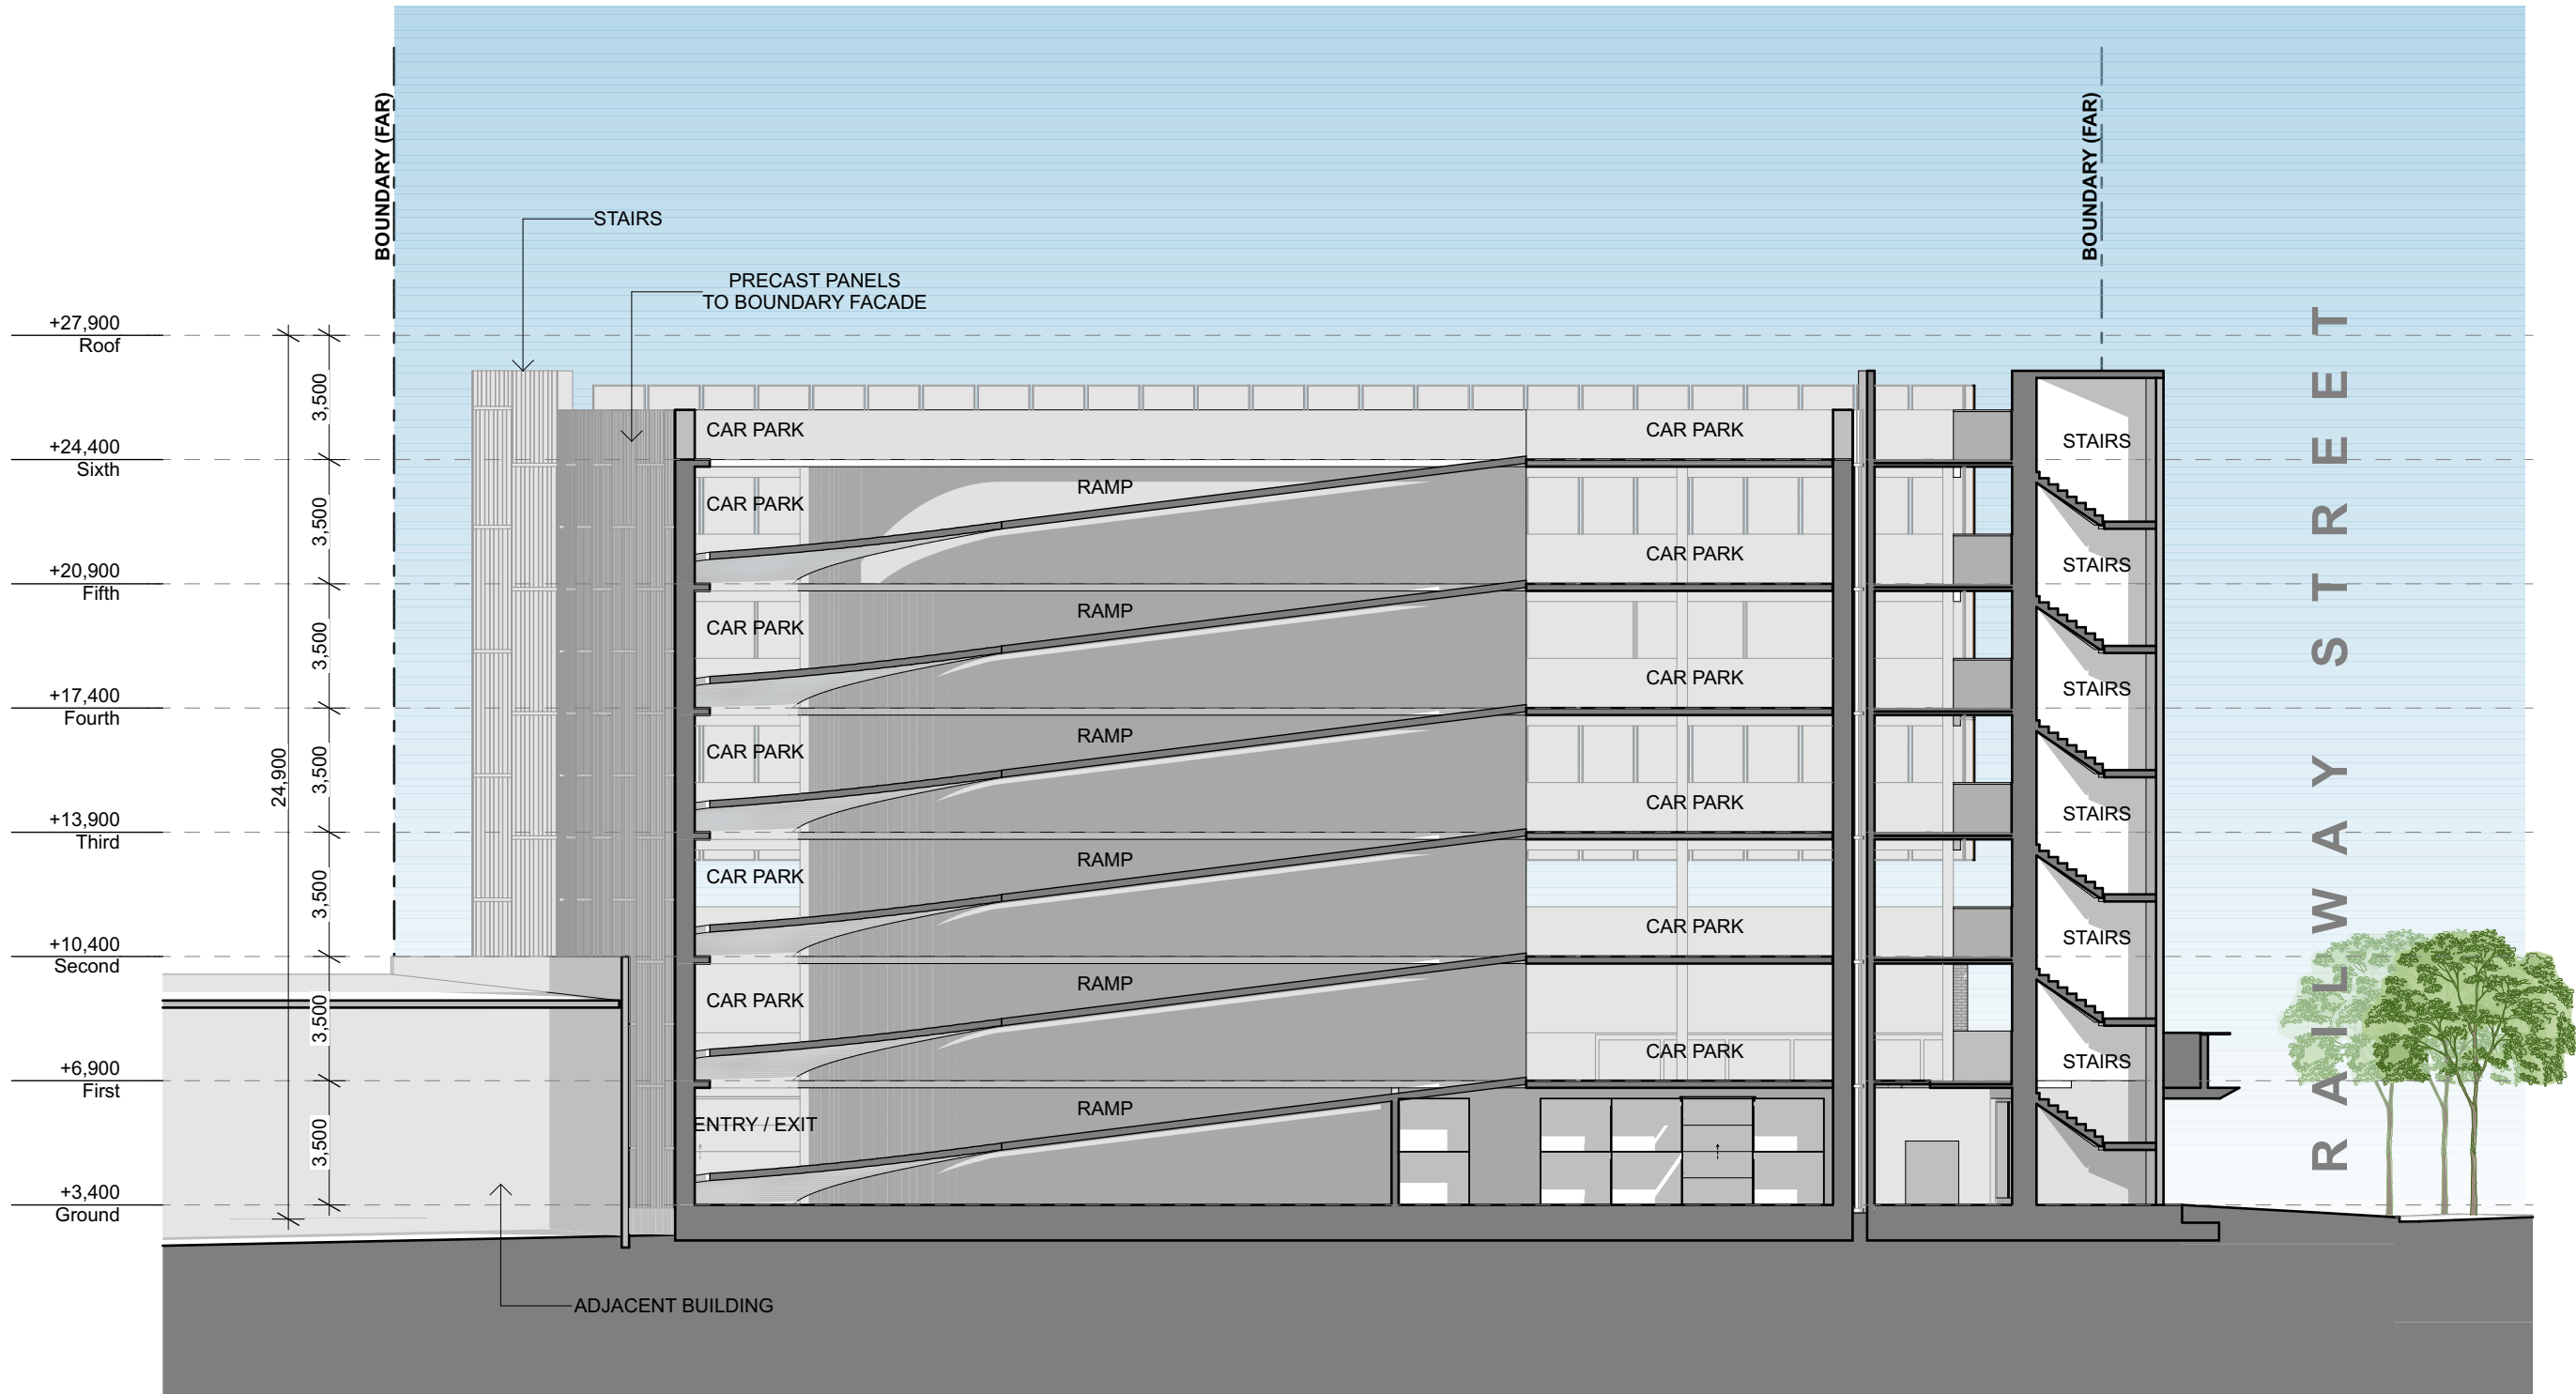 BOUNDARY (FAR)
BOUNDARY (FAR)
STAIRS
PRECAST PANELS
TO BOUNDARY FACADE
+27,900
Roof
3,500
CAR PARK
CAR PARK
STAIRS
+24,400
Sixth
3,500
CAR PARK
RAMP
CAR PARK
STAIRS
+20,900
Fifth
3,500
CAR PARK
RAMP
CAR PARK
STAIRS
+17,400
Fourth
24,900
3,500
CAR PARK
RAMP
CAR PARK
STAIRS
+13,900
Third
3,500
CAR PARK
RAMP
CAR PARK
STAIRS
+10,400
Second
3,500
CAR PARK
RAMP
CAR PARK
STAIRS
+6,900
First
3,500
ENTRY / EXIT
RAMP
+3,400
Ground
RAILWAY STREET
ADJACENT BUILDING